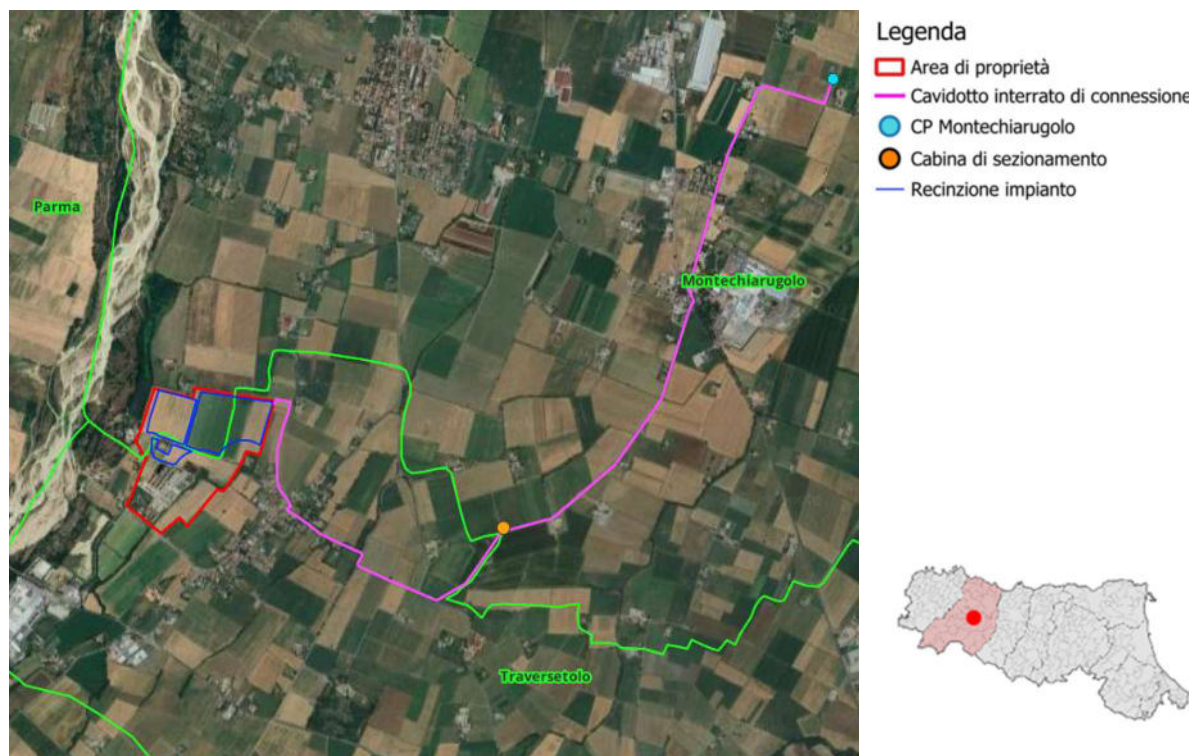 Parma
Montechiarugolo
Traversetolo
Legenda
Area di proprietà
Cavidotto interrato di connessione
CP Montechiarugolo
Cabina di sezionamento
Recinzione impianto